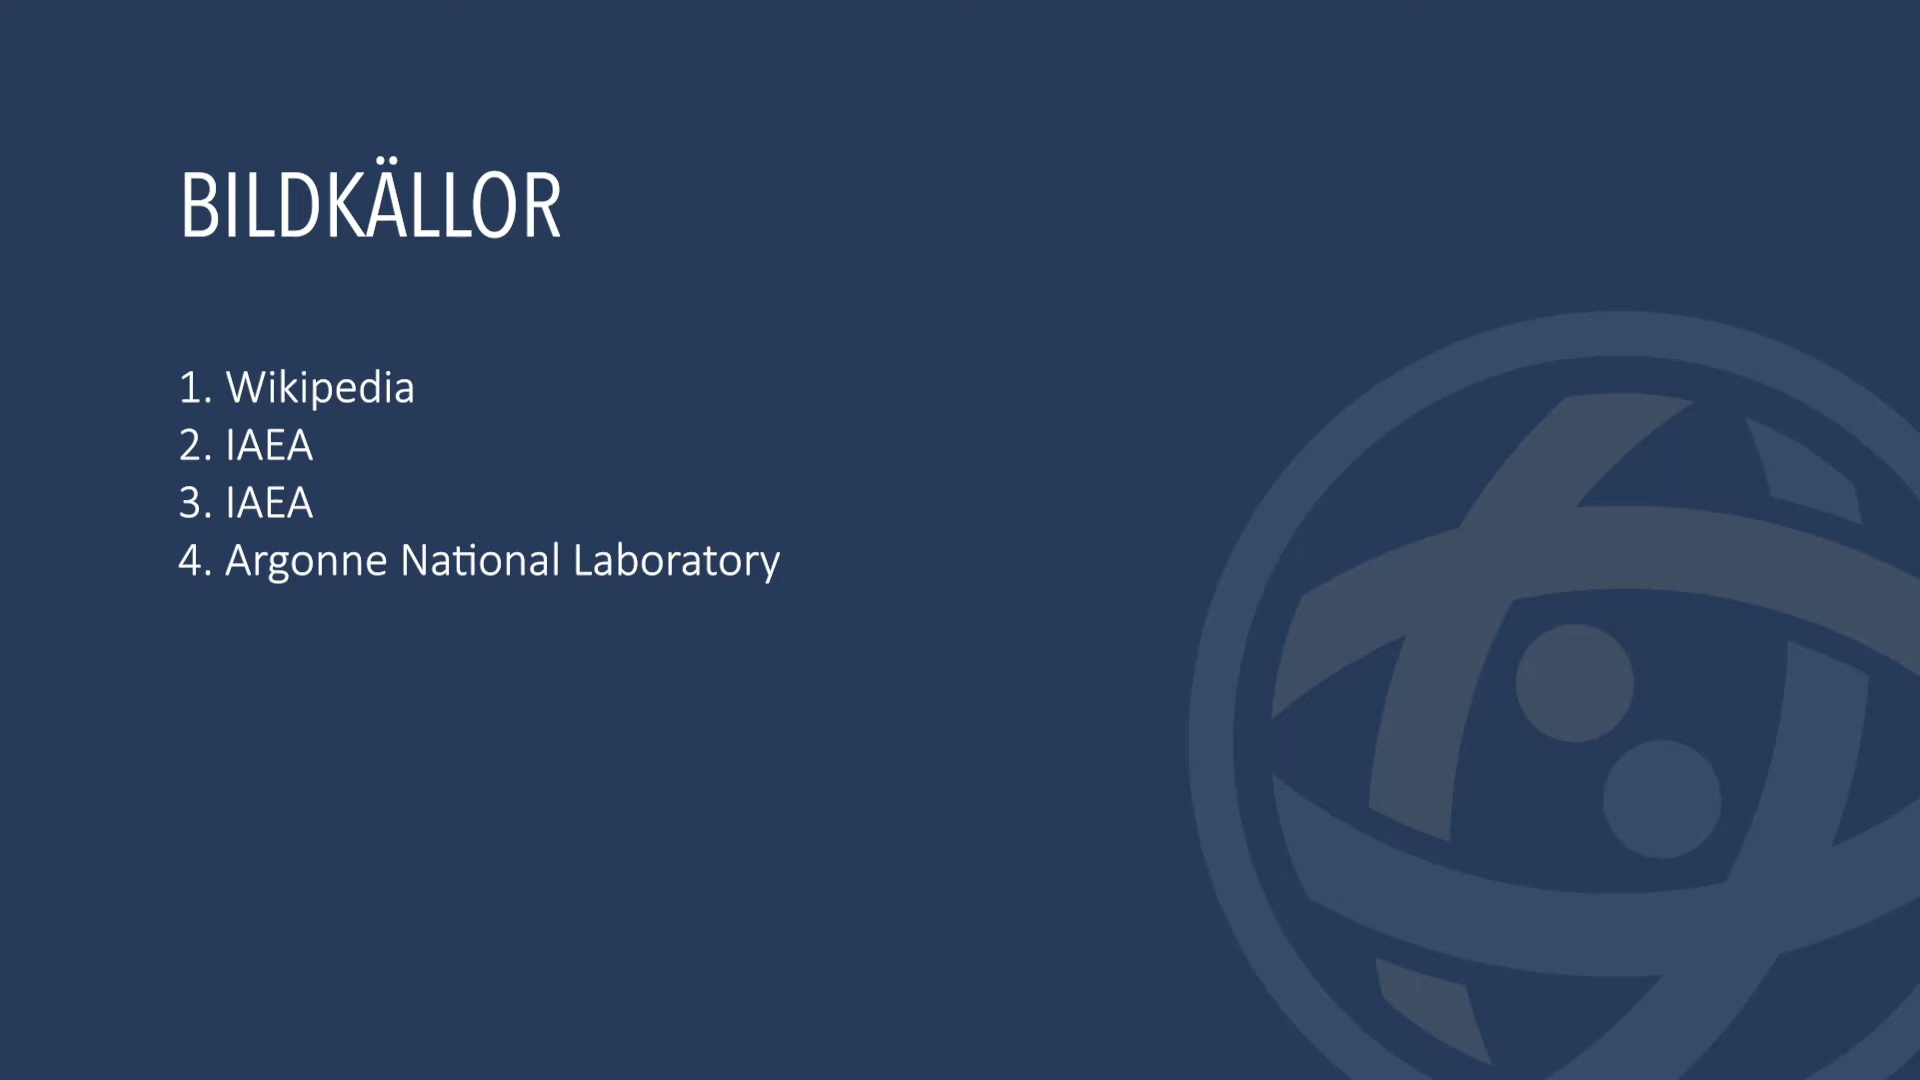 BILDKÄLLOR
1. Wikipedia
2. IAEA
3. IAEA
4. Argonne National Laboratory